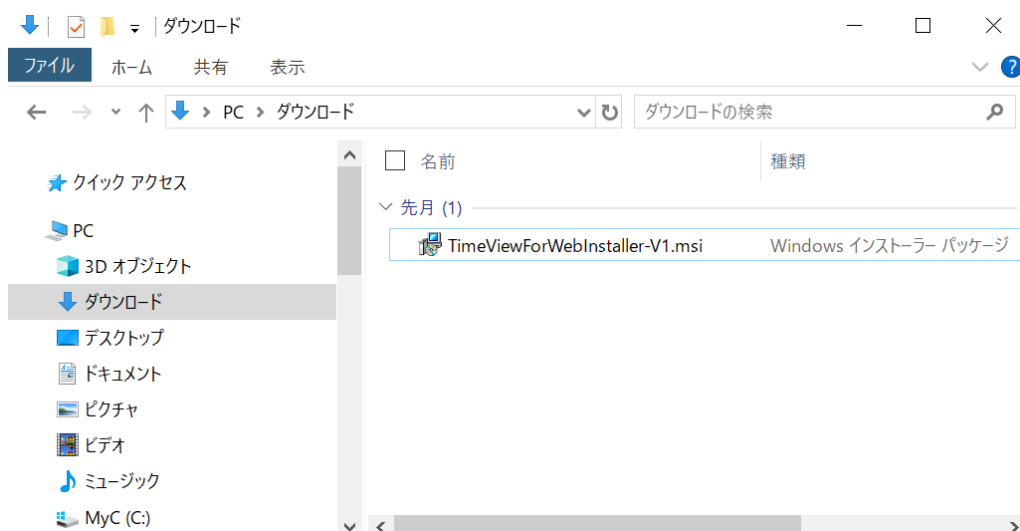 ダウンロード
ファイル ホーム 共有 表示 ?
PC ダウンロード ダウンロードの検索
名前 種類
クイック アクセス
先月 (1)
PC
TimeViewForWebInstaller-V1.msi Windows インストーラー パッケージ
3D オブジェクト
ダウンロード
デスクトップ
ドキュメント
ピクチャ
ビデオ
ミュージック
MyC (C:)